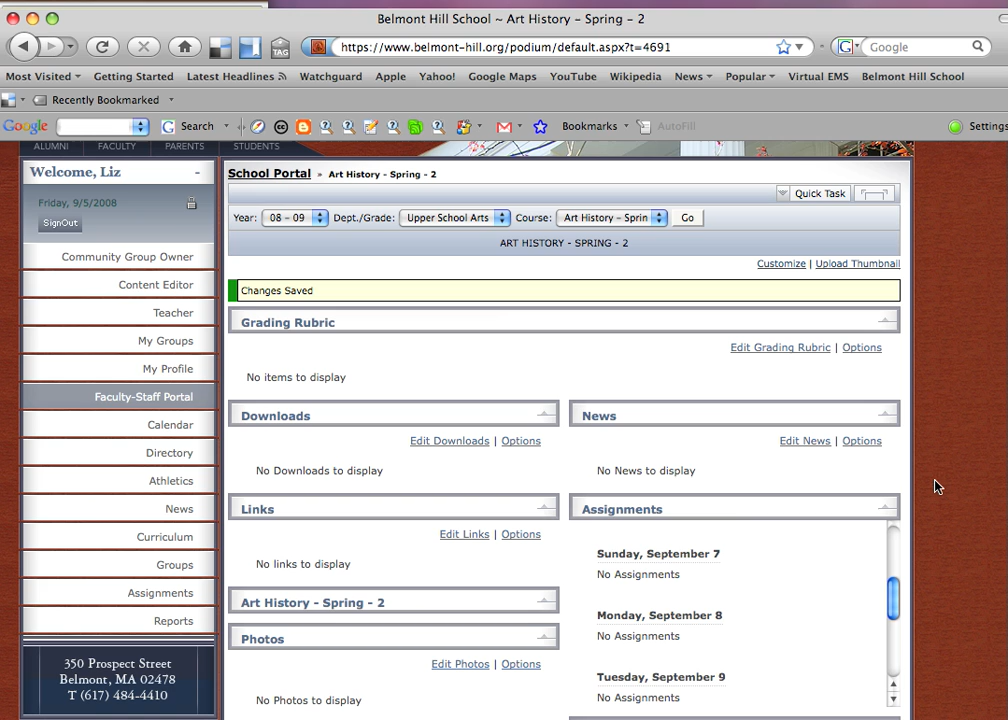 Belmont Hill School ~ Art History - Spring - 2
TAG
https://www.belmont-hill.org/podium/default.aspx?t=4691
Google
Most Visited Getting Started Latest Headlines Watchguard Apple Yahoo! Google Maps YouTube Wikipedia News Popular Virtual EMS Belmont Hill School
Recently Bookmarked
Google G Search Bookmarks AutoFill Settings
ALUMNI FACULTY PARENTS STUDENTS
Welcome, Liz -
Friday, 9/5/2008
SignOut
Community Group Owner
Content Editor
Teacher
My Groups
My Profile
Faculty-Staff Portal
Calendar
Directory
Athletics
News
Curriculum
Groups
Assignments
Reports
350 Prospect Street
Belmont, MA 02478
T (617) 484-4410
School Portal » Art History - Spring - 2
Quick Task
Year: 08 - 09 Dept./Grade: Upper School Arts Course: Art History - Sprin Go
ART HISTORY - SPRING - 2
Customize | Upload Thumbnail
Changes Saved
Grading Rubric
Edit Grading Rubric | Options
No items to display
Downloads
Edit Downloads | Options
No Downloads to display
Links
Edit Links | Options
No links to display
Art History - Spring - 2
Photos
Edit Photos | Options
No Photos to display
News
Edit News | Options
No News to display
Assignments
Sunday, September 7
No Assignments
Monday, September 8
No Assignments
Tuesday, September 9
No Assignments